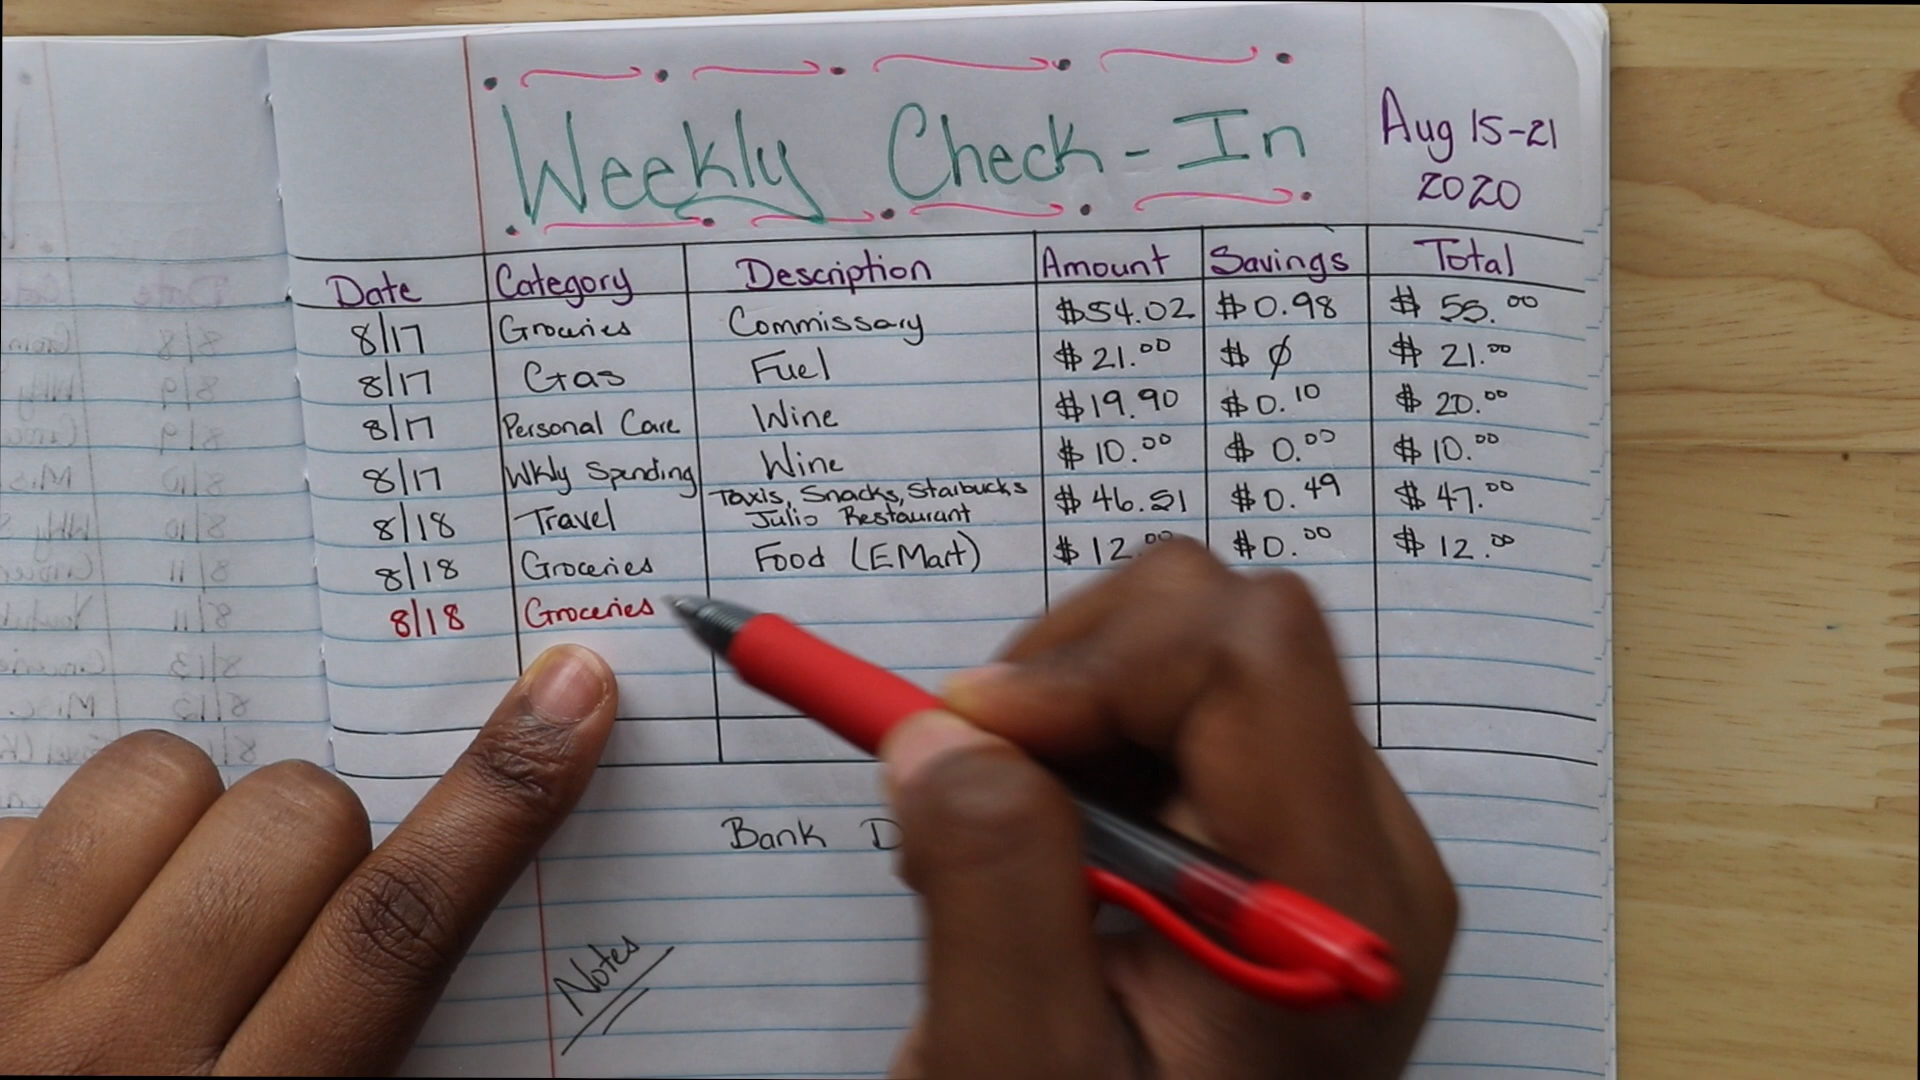 Weekly Check-In
Aug 15-21
2020
Date Category Description Amount Savings Total
8/17 Groceries Commissary $54.02 $0.98 $55.00
8/17 Gas Fuel $21.00 $ Ø $21.00
8/17 Personal Care Wine $19.90 $0.10 $20.00
8/17 Wkly Spending Wine $10.00 $0.00 $10.00
8/18 Travel Taxis, Snacks, Starbucks $46.51 $0.49 $47.00
Julio Restaurant
8/18 Groceries Food (EMart) $12.00 $0.00 $12.00
8/18 Groceries
Bank D
Notes